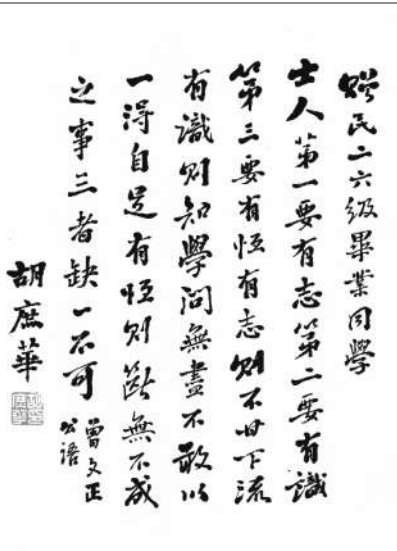 贈民二六級畢業同學
士人第一要有志第二要有識
第三要有恒有志則不甘下流
有識則知學問無盡不敢以
一得自足有恒則斷無不成
之事三者缺一不可
曾文正
公語
胡庶華